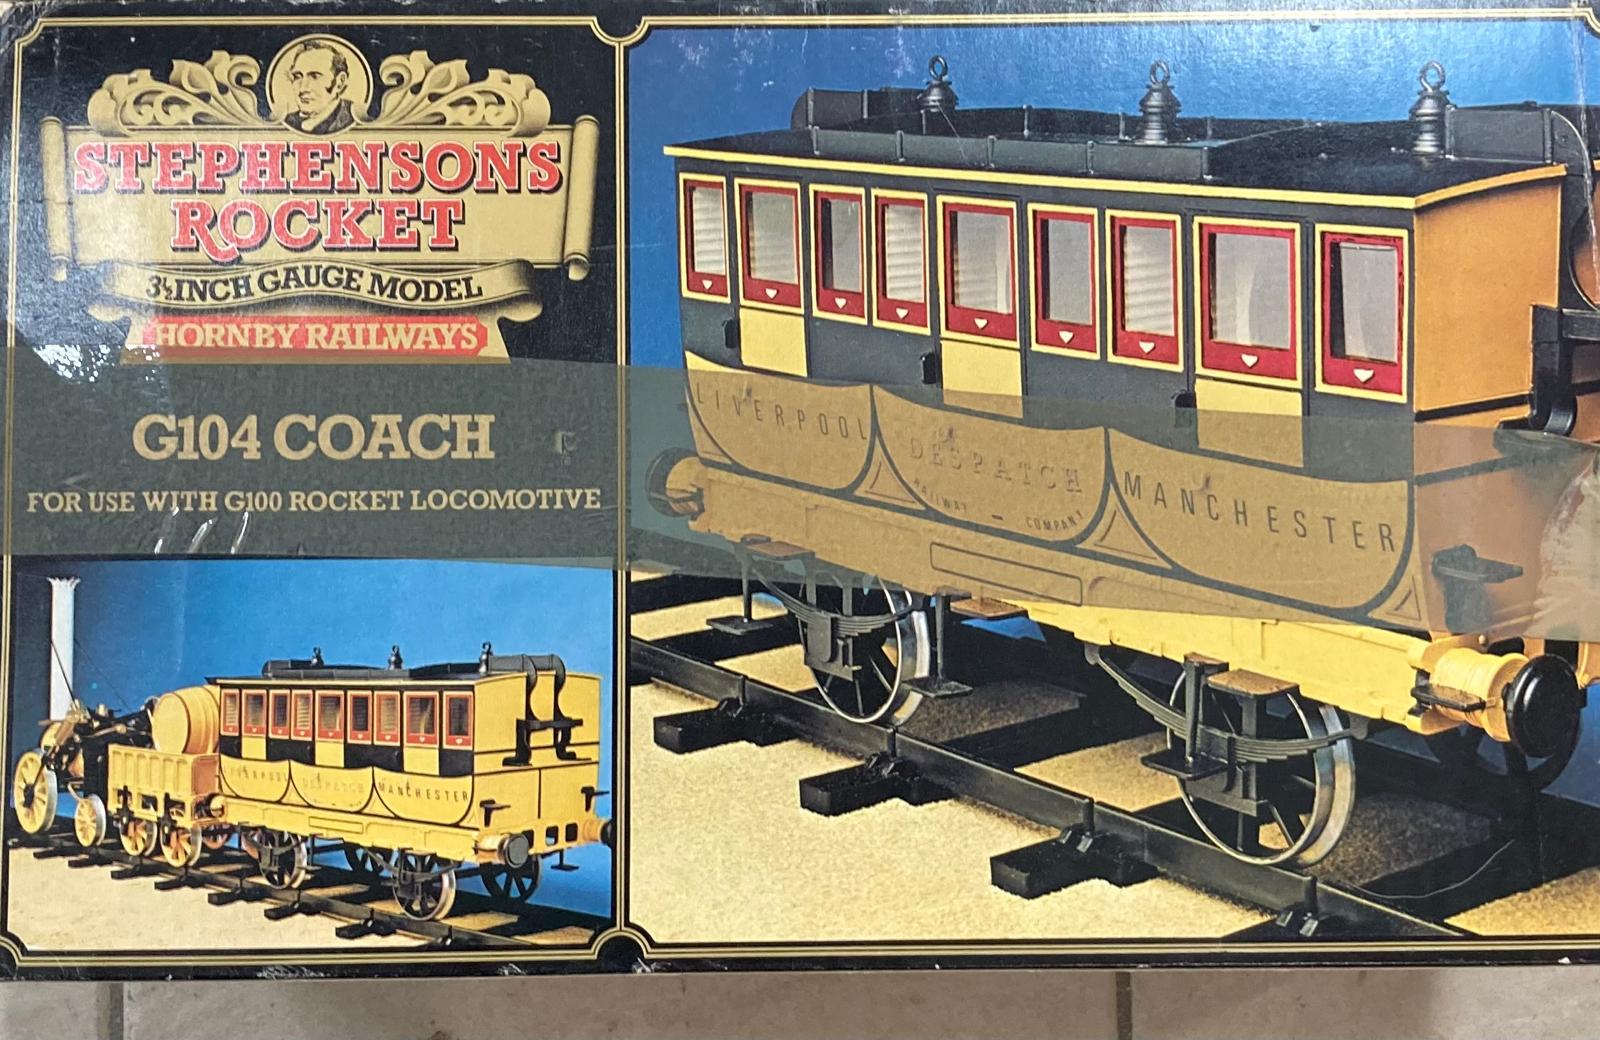 STEPHENSONS
ROCKET
3½ INCH GAUGE MODEL
HORNBY RAILWAYS
G104 COACH
FOR USE WITH G100 ROCKET LOCOMOTIVE
LIVERPOOL
DESPATCH
MANCHESTER
RAILWAY – COMPANY
LIVERPOOL
DESPATCH
MANCHESTER